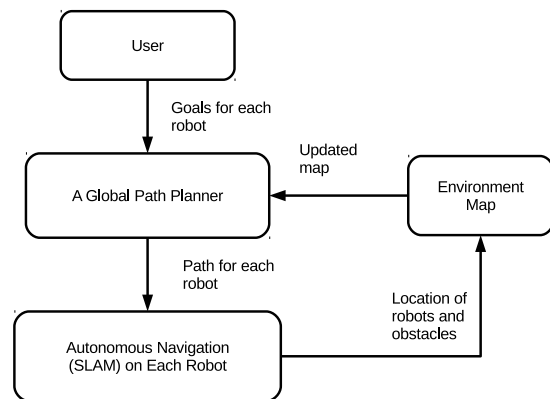 User
Goals for each
robot
Updated
map
A Global Path Planner
Environment
Map
Path for each
robot
Location of
robots and
obstacles
Autonomous Navigation
(SLAM) on Each Robot